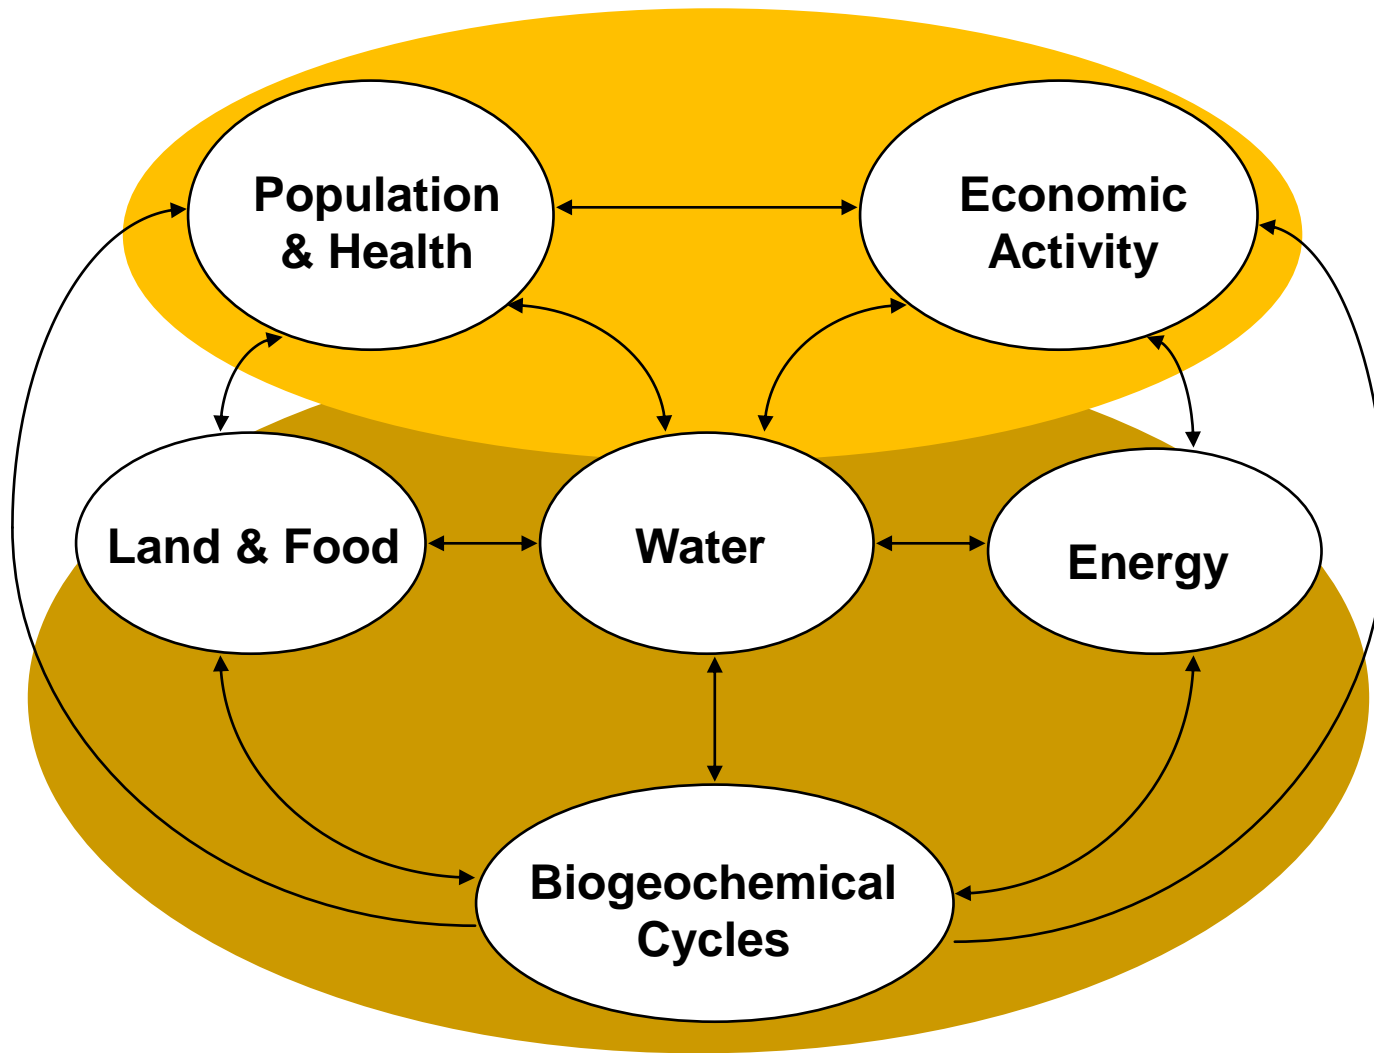 Population
& Health
Economic
Activity
Land & Food
Water
Energy
Biogeochemical
Cycles